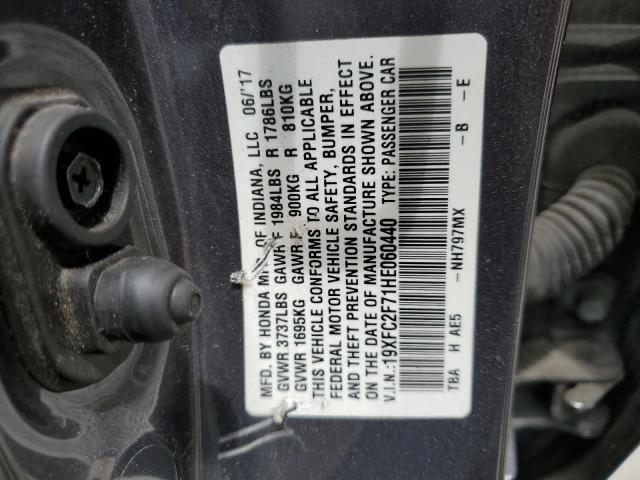 MFD. BY HONDA MOTOR OF INDIANA, LLC 06/'17
GVWR 3737LBS GAWR F 1984LBS R 1786LBS
GVWR 1695KG GAWR F 900KG R 810KG
THIS VEHICLE CONFORMS TO ALL APPLICABLE
FEDERAL MOTOR VEHICLE SAFETY, BUMPER,
AND THEFT PREVENTION STANDARDS IN EFFECT
ON THE DATE OF MANUFACTURE SHOWN ABOVE.
V.I.N.:19XFC2F71HE060440 TYPE: PASSENGER CAR
TBA H AE5 - NH797MX - B - E